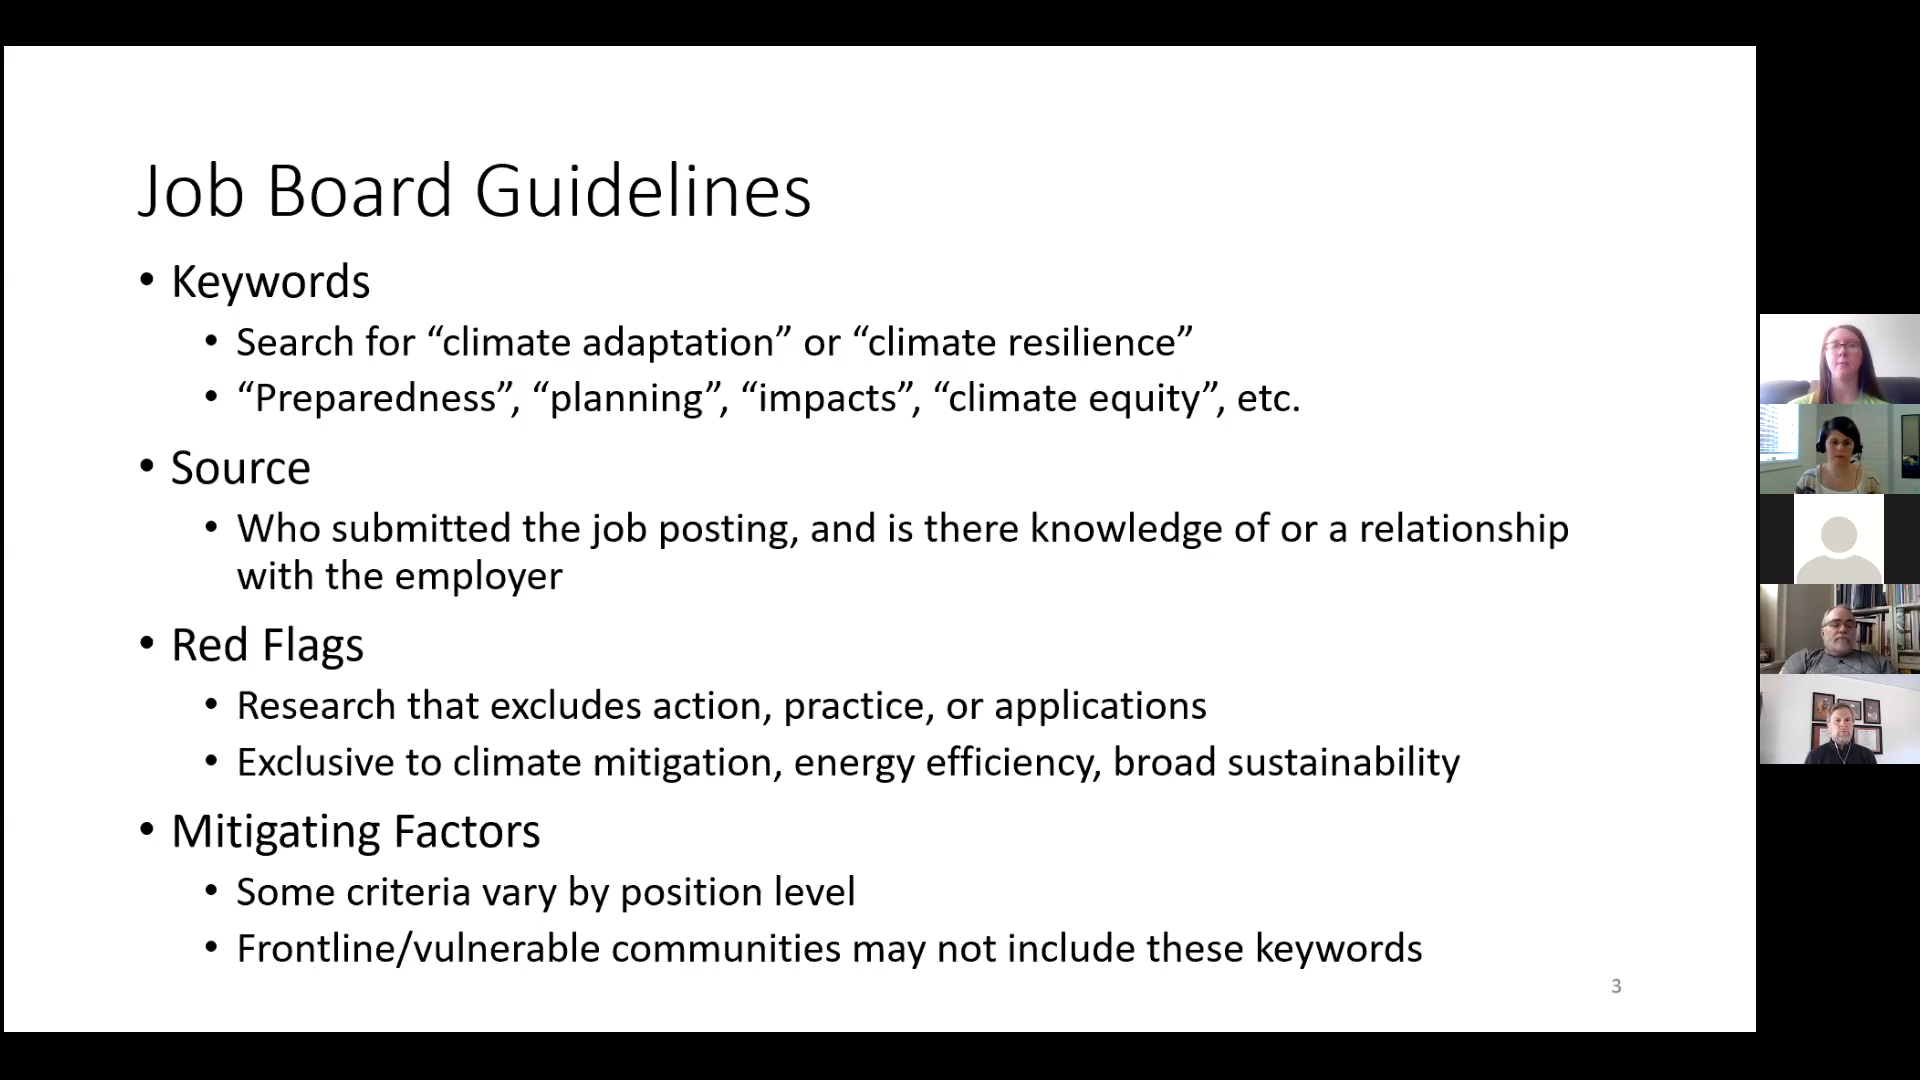 Job Board Guidelines
• Keywords
• Search for “climate adaptation” or “climate resilience”
• “Preparedness”, “planning”, “impacts”, “climate equity”, etc.
• Source
• Who submitted the job posting, and is there knowledge of or a relationship
with the employer
• Red Flags
• Research that excludes action, practice, or applications
• Exclusive to climate mitigation, energy efficiency, broad sustainability
• Mitigating Factors
• Some criteria vary by position level
• Frontline/vulnerable communities may not include these keywords
3